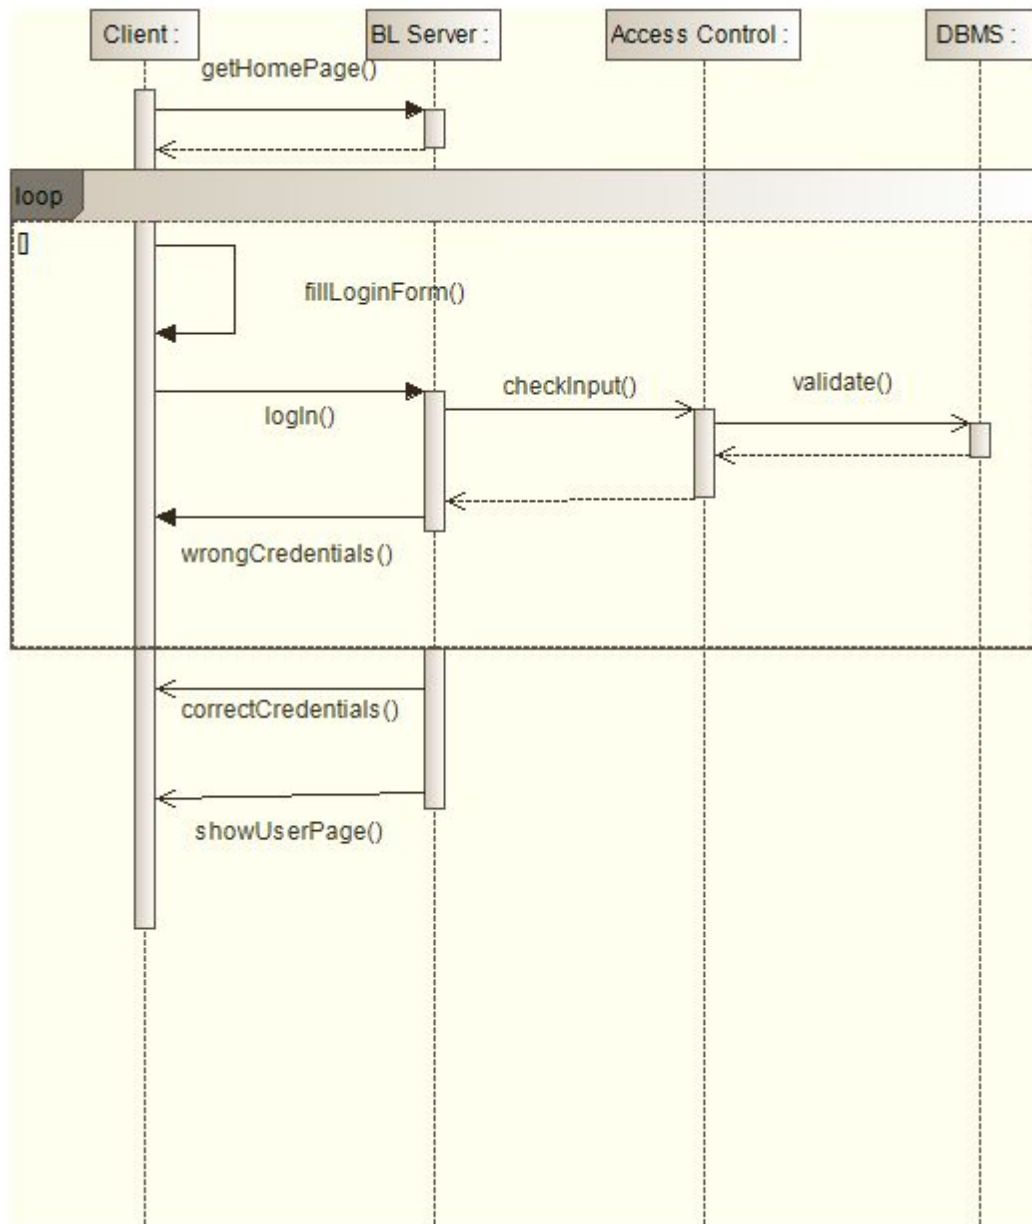 Client :
BL Server :
Access Control :
DBMS :
getHomePage()
loop
[]
fillLoginForm()
checkInput()
validate()
logIn()
wrongCredentials()
correctCredentials()
showUserPage()